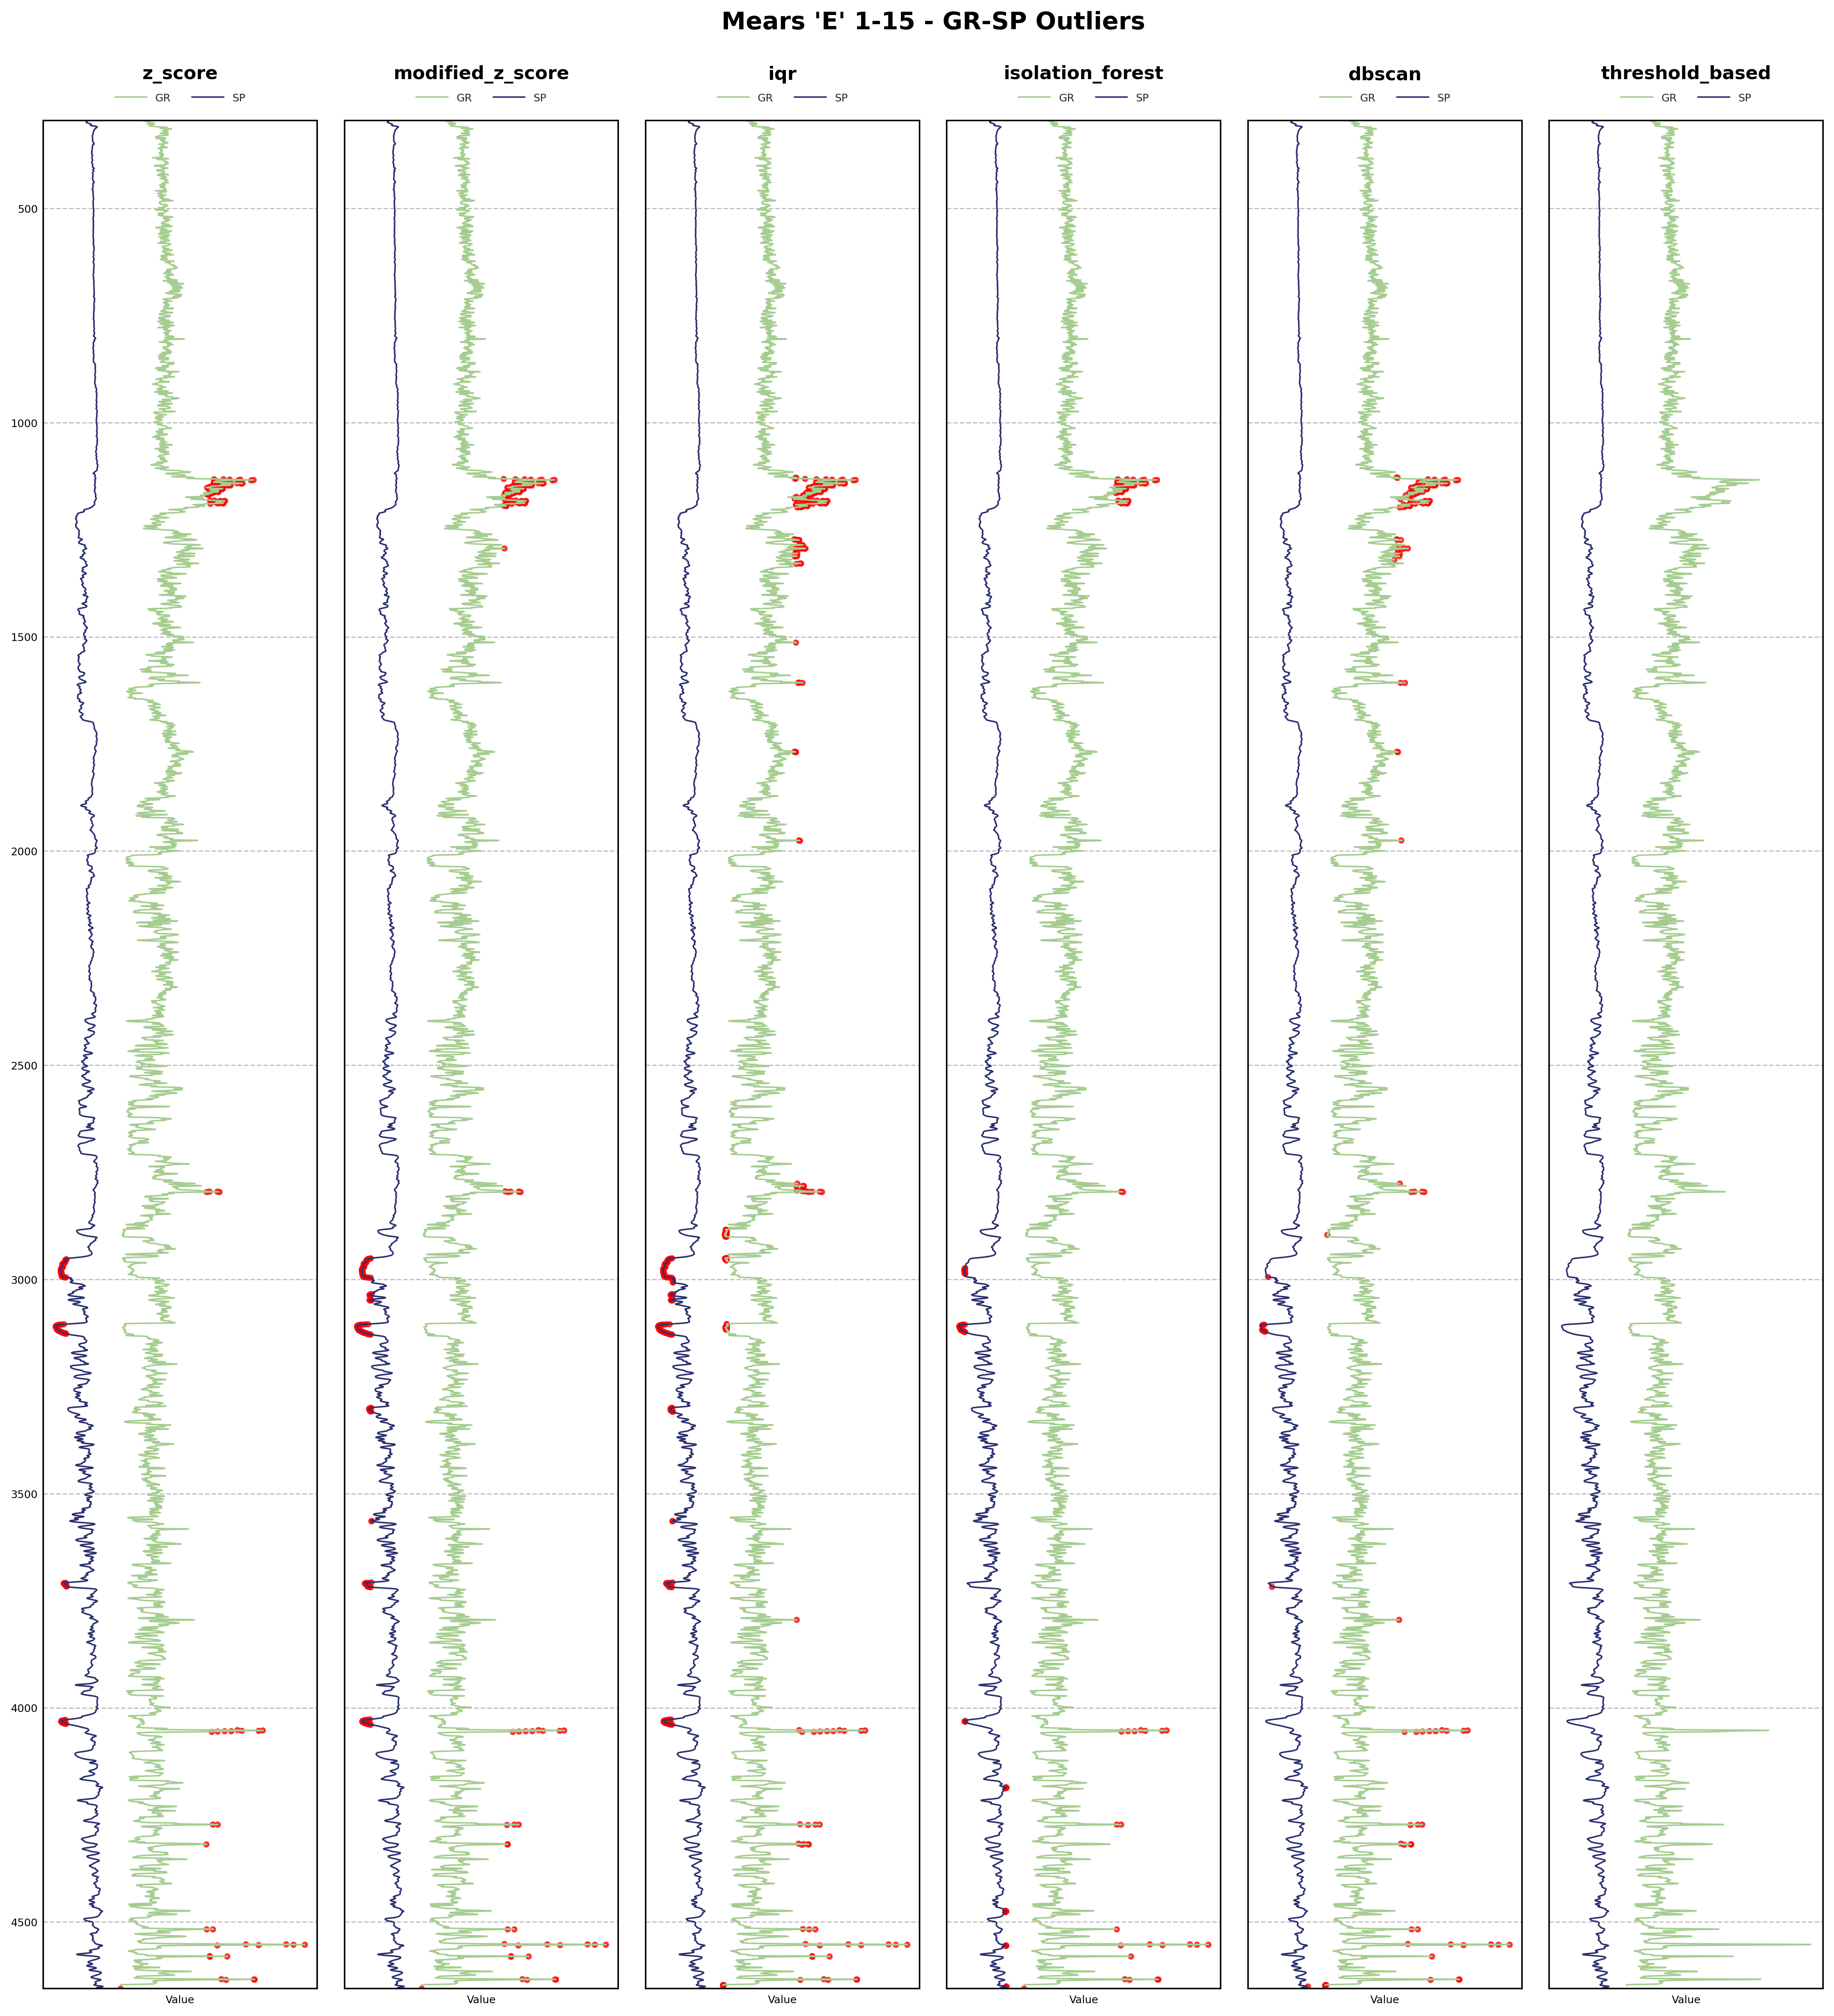 Mears 'E' 1-15 - GR-SP Outliers
z_score modified_z_score iqr isolation_forest dbscan threshold_based
GR SP GR SP GR SP GR SP GR SP GR SP
500
1000
1500
2000
2500
3000
3500
4000
4500
Value Value Value Value Value Value